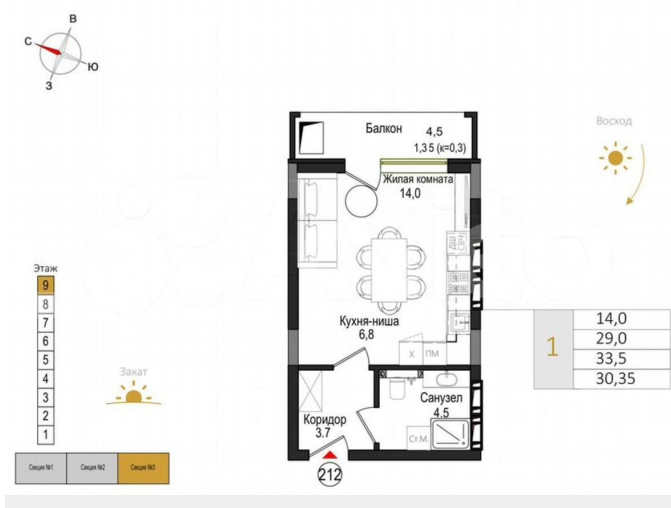 В
С
Ю
З
Восход
Балкон
4,5
1,35 (к=0,3)
Жилая комната
14,0
ДШ
СВЧ
Этаж
9
8
7
6
5
4
3
2
1
Кухня-ниша
6,8
Х
ПМ
1
14,0
29,0
33,5
30,35
Закат
Санузел
4.5
Коридор
3.7
Ст.М.
212
Секция №1
Секция №2
Секция №3